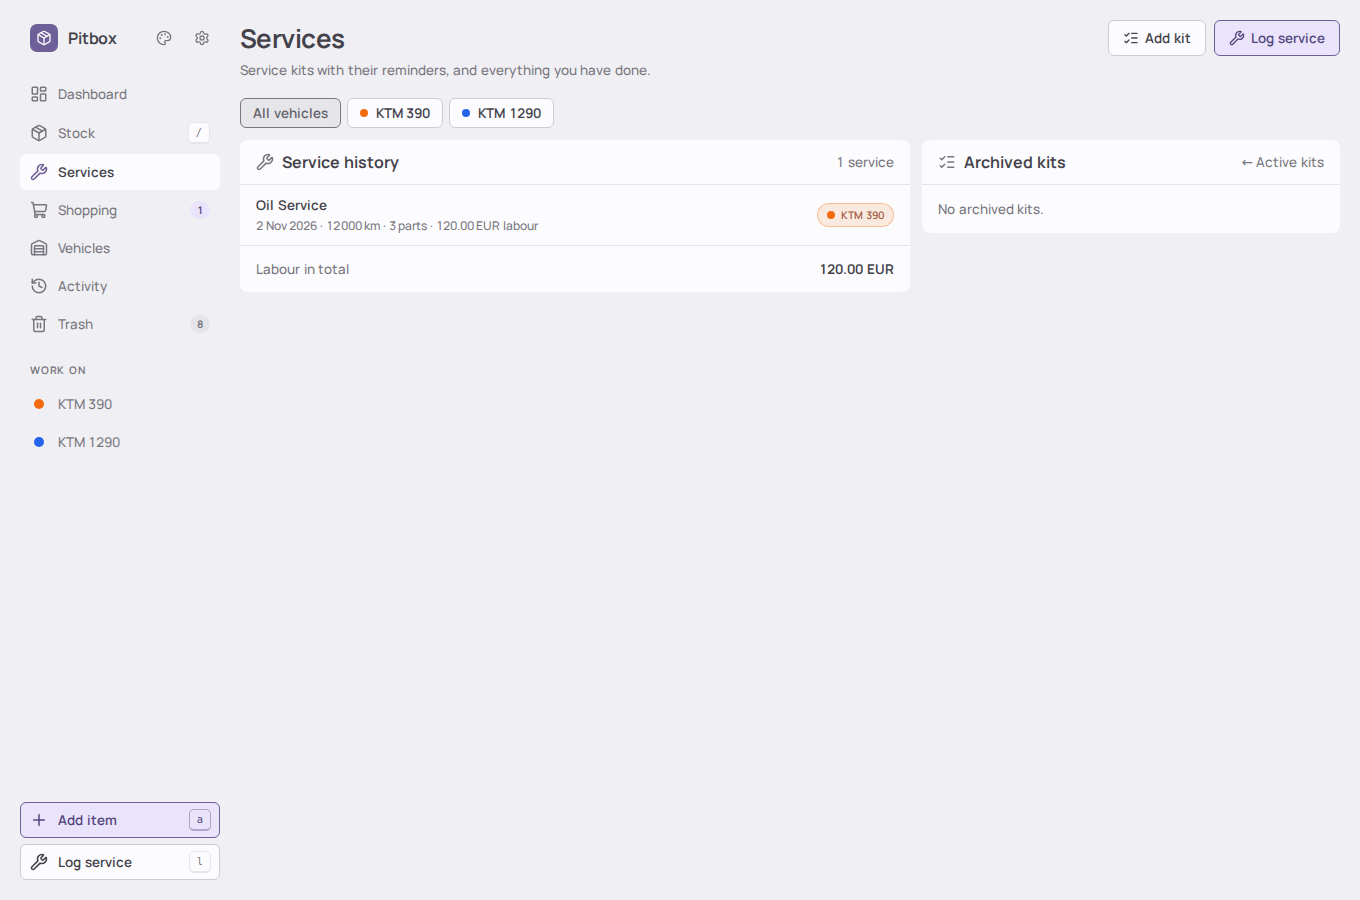 Pitbox
Dashboard
Stock /
Services
Shopping 1
Vehicles
Activity
Trash 8
WORK ON
KTM 390
KTM 1290
Add item a
Log service l
Services
Service kits with their reminders, and everything you have done.
Add kit
Log service
All vehicles
KTM 390
KTM 1290
Service history
1 service
Oil Service
2 Nov 2026 · 12 000 km · 3 parts · 120.00 EUR labour
KTM 390
Labour in total
120.00 EUR
Archived kits
← Active kits
No archived kits.